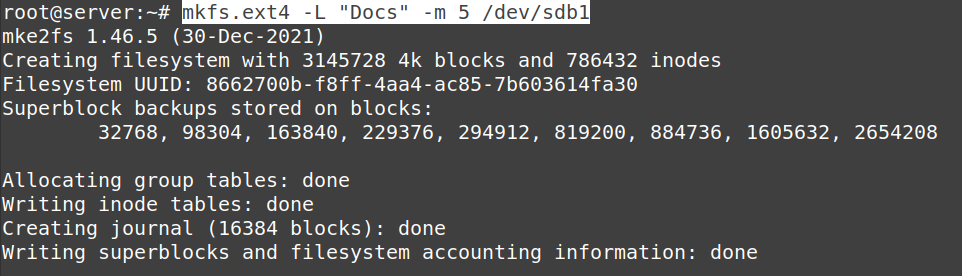 root@server:~# mkfs.ext4 -L "Docs" -m 5 /dev/sdb1
mke2fs 1.46.5 (30-Dec-2021)
Creating filesystem with 3145728 4k blocks and 786432 inodes
Filesystem UUID: 8662700b-f8ff-4aa4-ac85-7b603614fa30
Superblock backups stored on blocks:
        32768, 98304, 163840, 229376, 294912, 819200, 884736, 1605632, 2654208

Allocating group tables: done
Writing inode tables: done
Creating journal (16384 blocks): done
Writing superblocks and filesystem accounting information: done